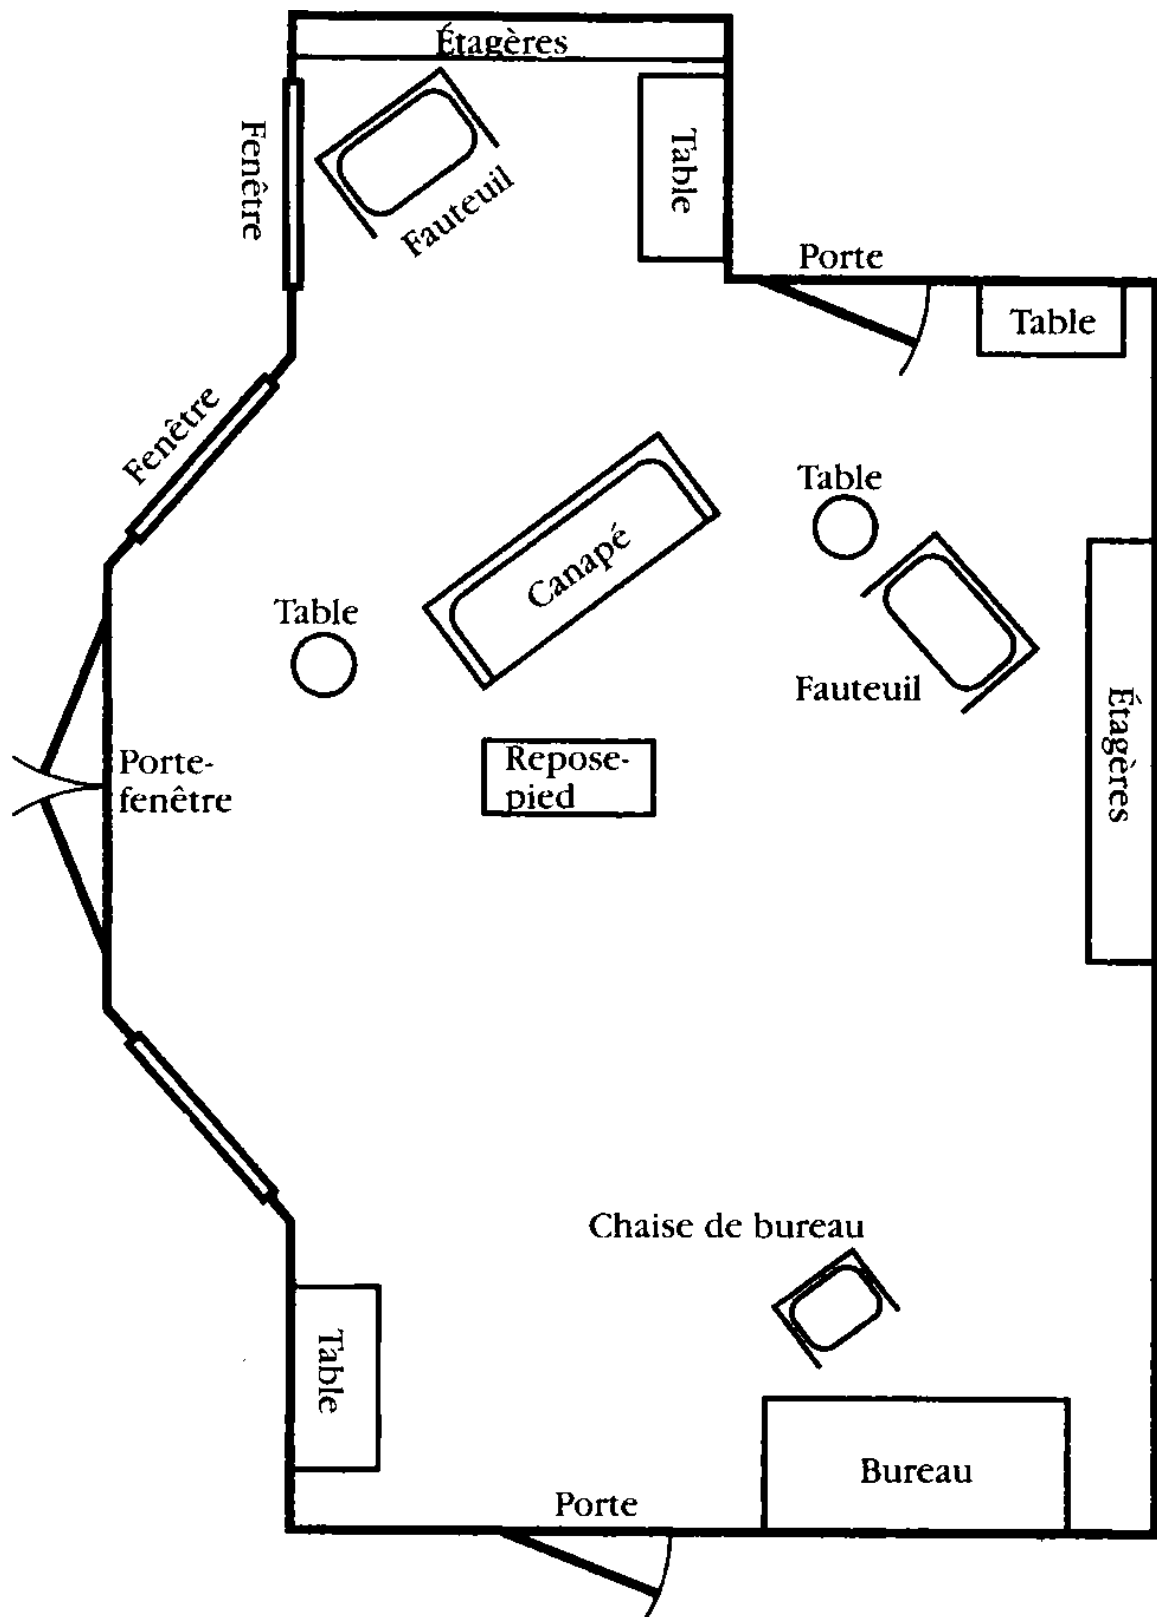 Étagères
Fenêtre
Table
Fauteuil
Porte
Table
Fenêtre
Table
Canapé
Table
Fauteuil
Étagères
Porte-
fenêtre
Repose-
pied
Chaise de bureau
Table
Bureau
Porte